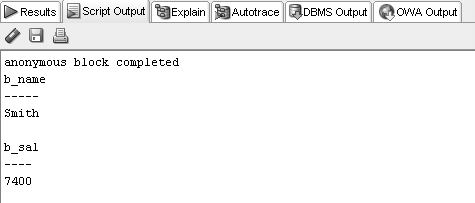 Results Script Output Explain Autotrace DBMS Output OWA Output
anonymous block completed
b_name
-----
Smith
b_sal
----
7400